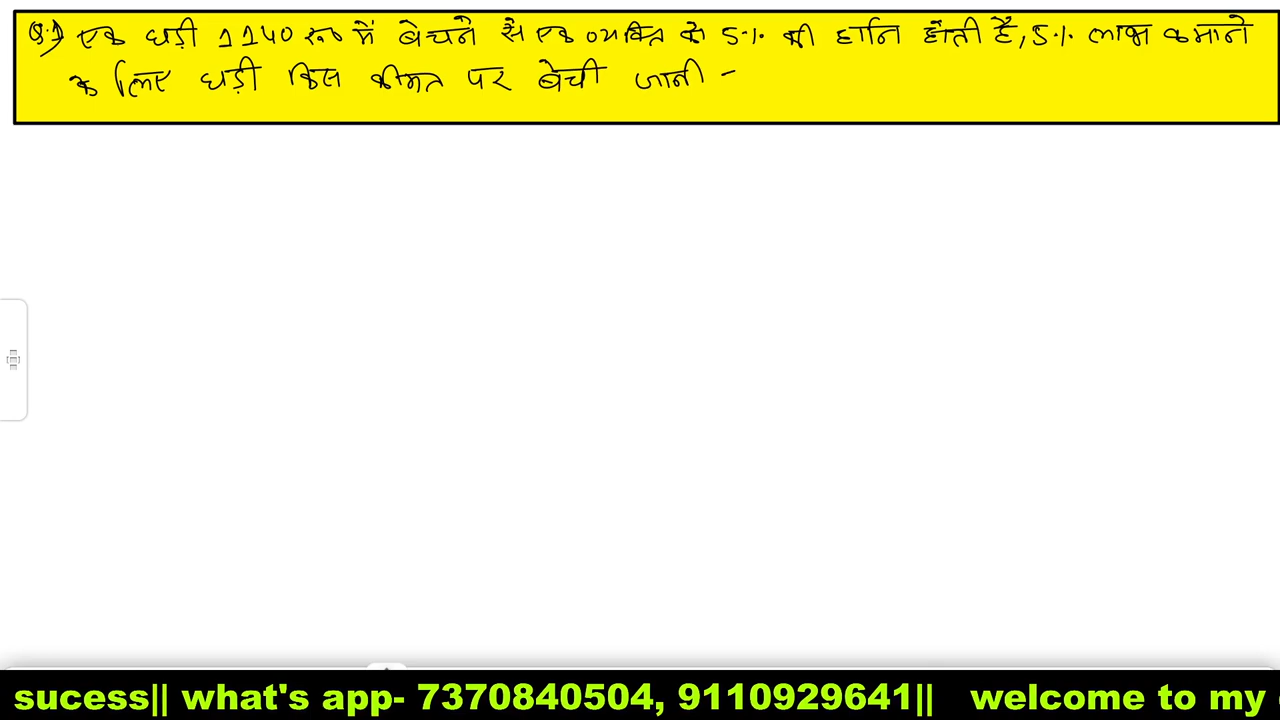 Q.1) एक घड़ी 1140 रू० में बेचने से एक व्यक्ति को 5% की हानि होती है, 5% लाभ कमाने
के लिए घड़ी किस कीमत पर बेची जानी -
sucess|| what's app- 7370840504, 9110929641|| welcome to my